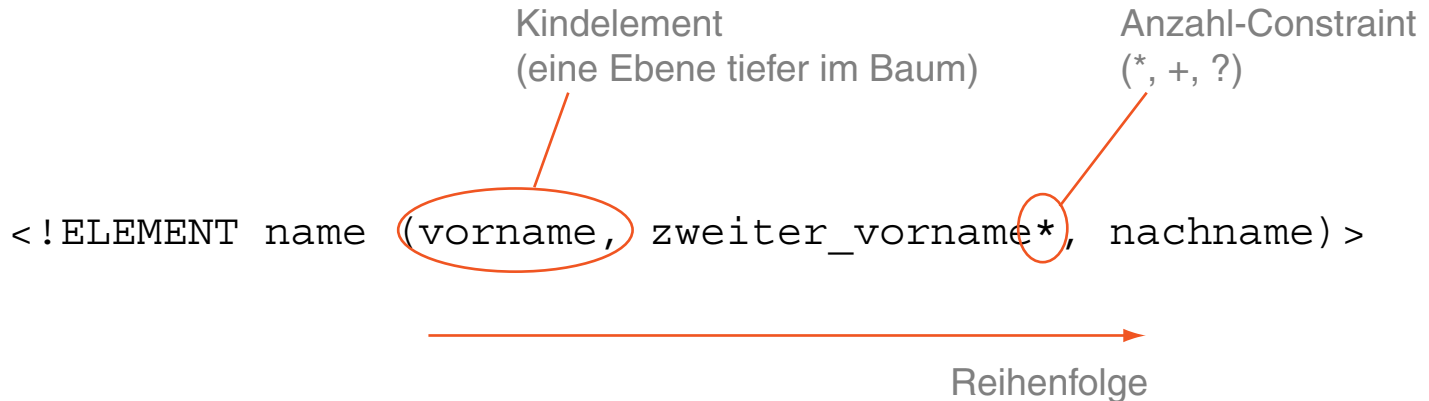 Kindelement
(eine Ebene tiefer im Baum)
Anzahl-Constraint
(*, +, ?)
<!ELEMENT name (vorname, zweiter_vorname*, nachname)>
Reihenfolge